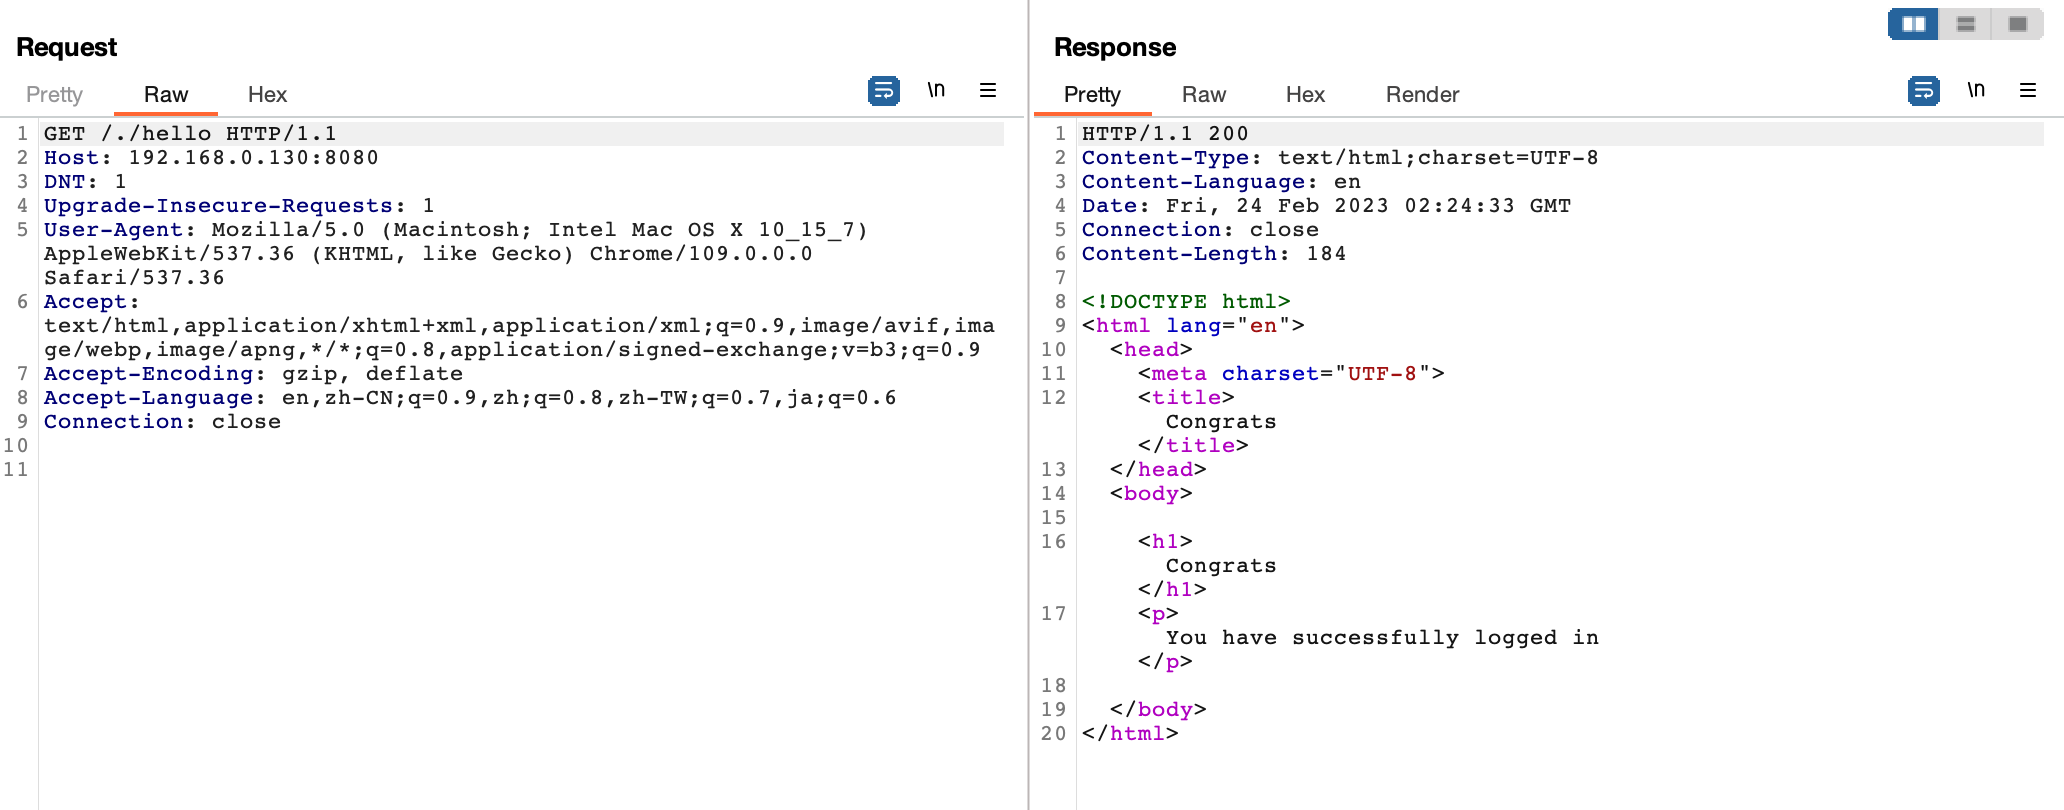 Request
Pretty Raw Hex
\n
1 GET /./hello HTTP/1.1
2 Host: 192.168.0.130:8080
3 DNT: 1
4 Upgrade-Insecure-Requests: 1
5 User-Agent: Mozilla/5.0 (Macintosh; Intel Mac OS X 10_15_7)
AppleWebKit/537.36 (KHTML, like Gecko) Chrome/109.0.0.0
Safari/537.36
6 Accept:
text/html,application/xhtml+xml,application/xml;q=0.9,image/avif,ima
ge/webp,image/apng,*/*;q=0.8,application/signed-exchange;v=b3;q=0.9
7 Accept-Encoding: gzip, deflate
8 Accept-Language: en,zh-CN;q=0.9,zh;q=0.8,zh-TW;q=0.7,ja;q=0.6
9 Connection: close
10
11
Response
Pretty Raw Hex Render
\n
1 HTTP/1.1 200
2 Content-Type: text/html;charset=UTF-8
3 Content-Language: en
4 Date: Fri, 24 Feb 2023 02:24:33 GMT
5 Connection: close
6 Content-Length: 184
7
8 <!DOCTYPE html>
9 <html lang="en">
10 <head>
11 <meta charset="UTF-8">
12 <title>
Congrats
</title>
13 </head>
14 <body>
15
16 <h1>
Congrats
</h1>
17 <p>
You have successfully logged in
</p>
18
19 </body>
20 </html>